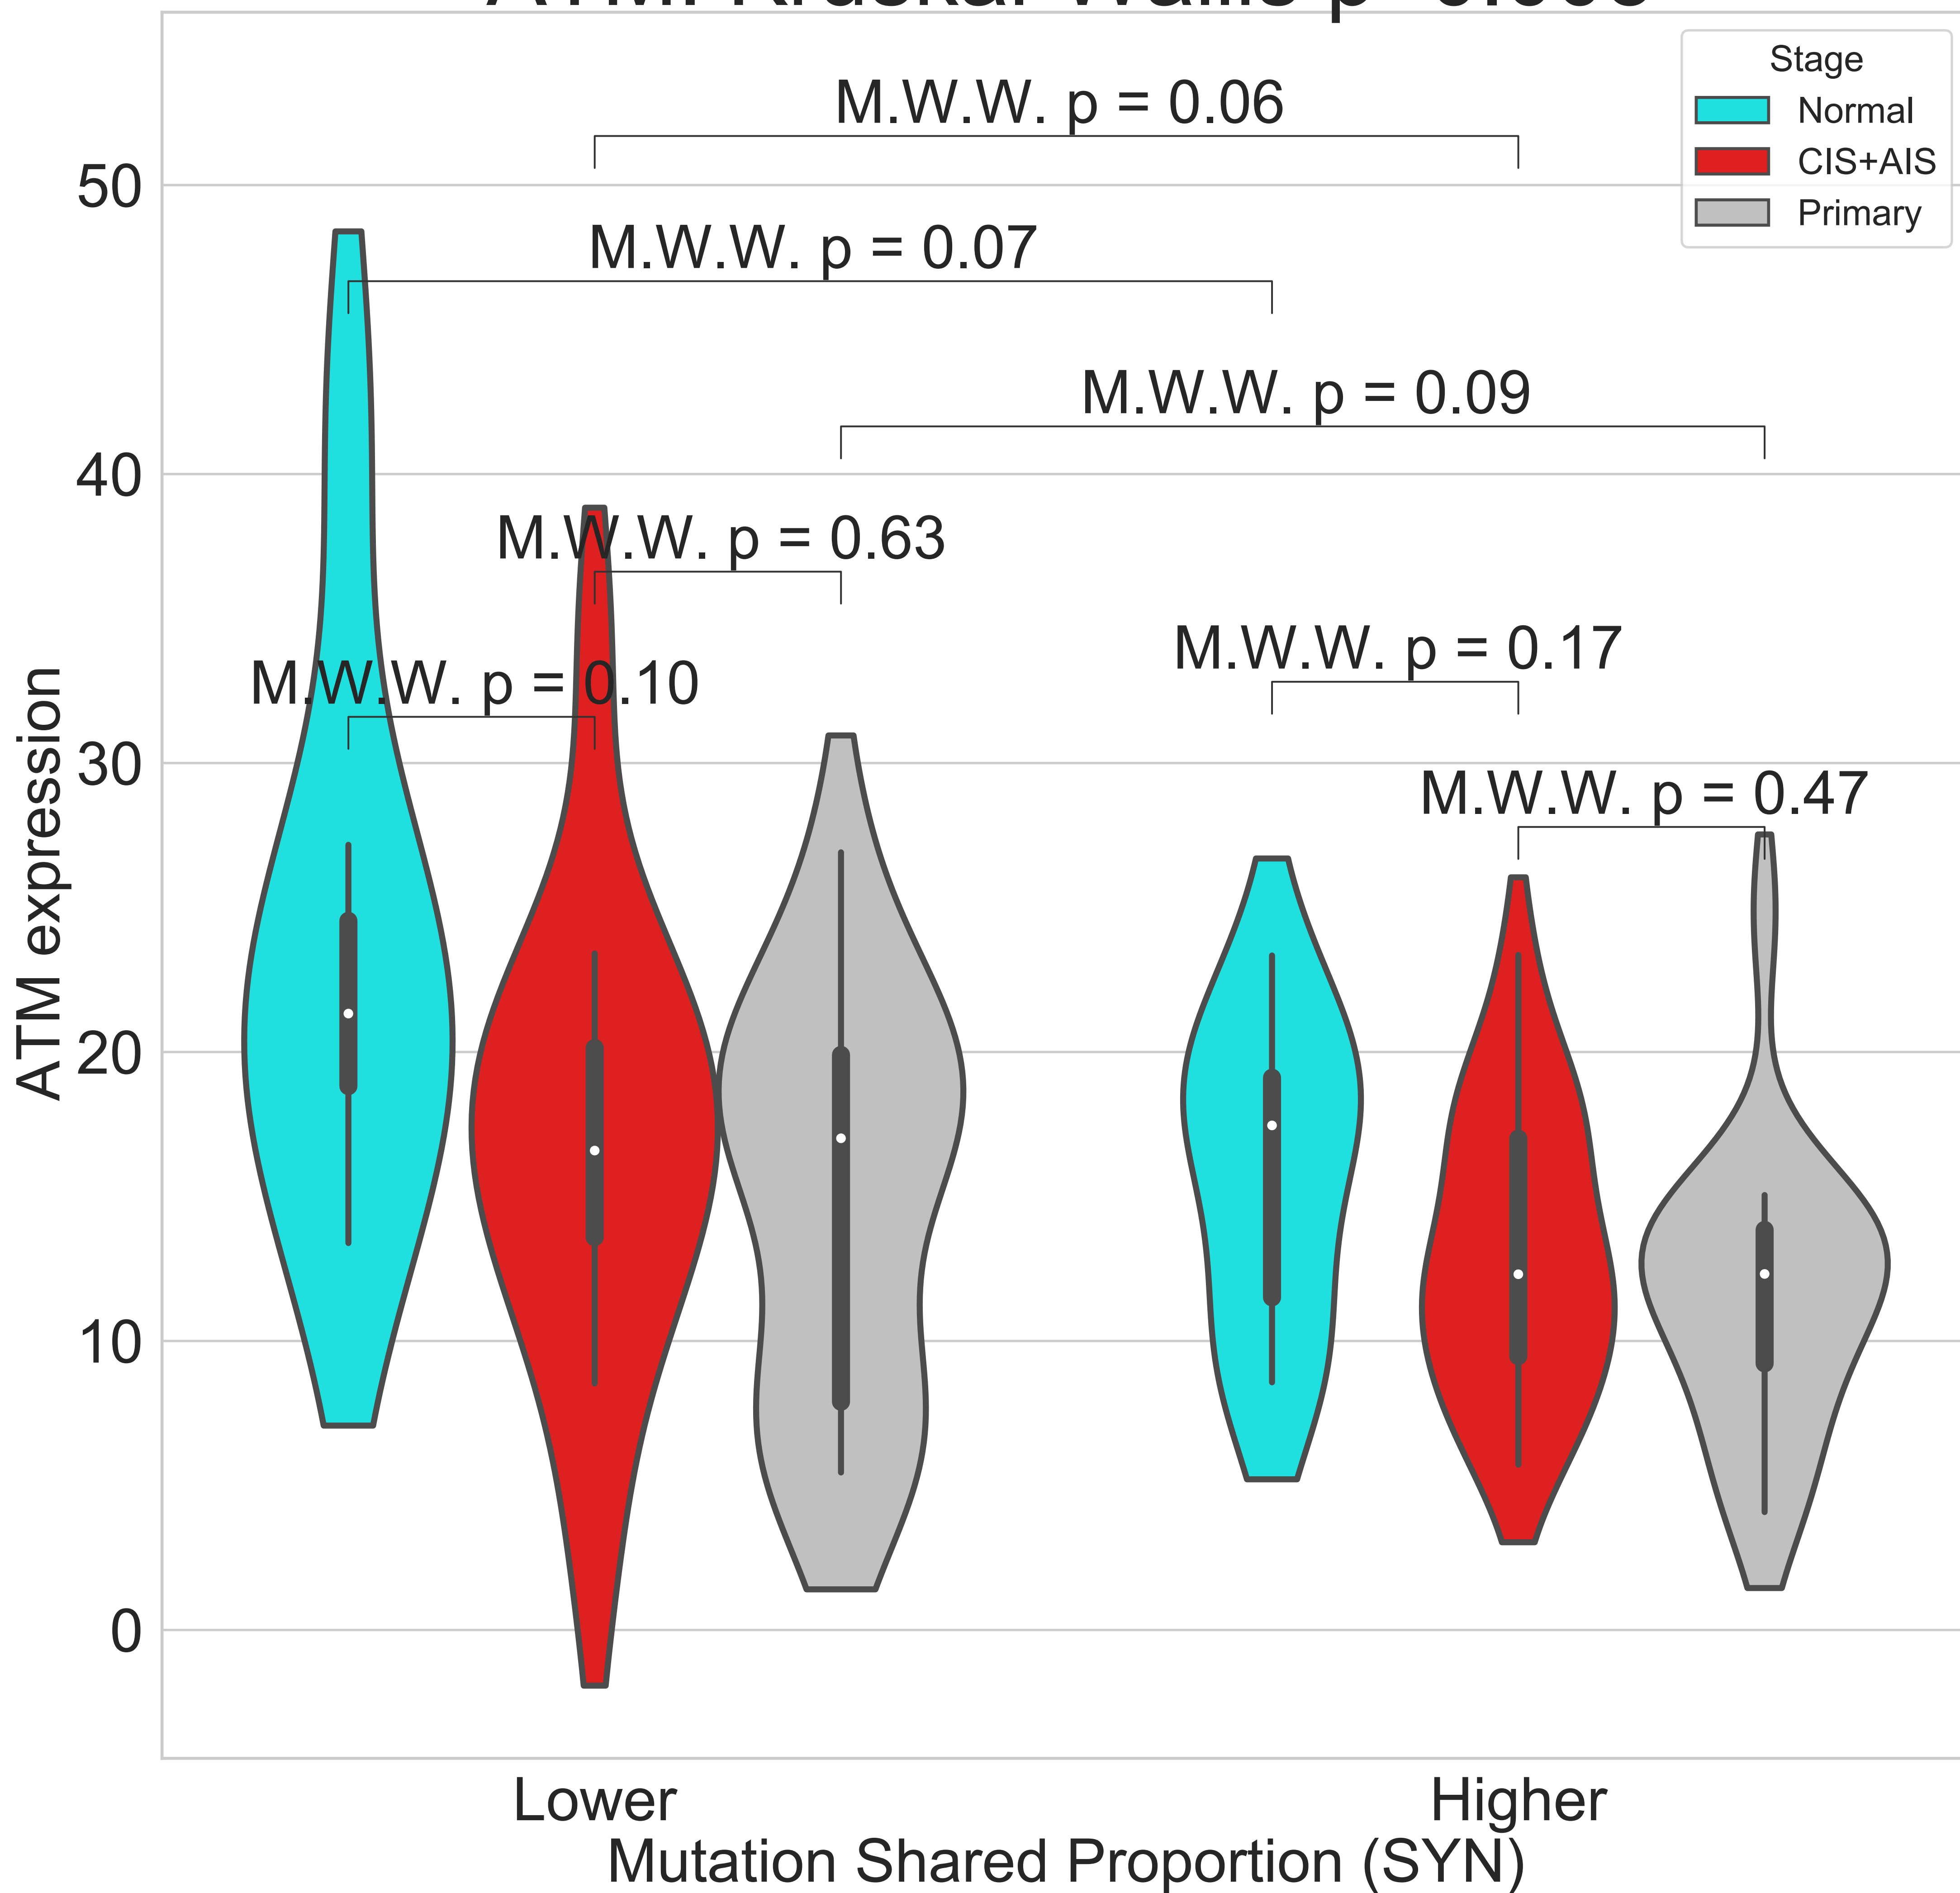 Stage
Normal
CIS+AIS
Primary
M.W.W. p = 0.06
M.W.W. p = 0.07
M.W.W. p = 0.09
M.W.W. p = 0.63
M.W.W. p = 0.10
M.W.W. p = 0.17
M.W.W. p = 0.47
ATM expression
50
40
30
20
10
0
Lower
Higher
Mutation Shared Proportion (SYN)